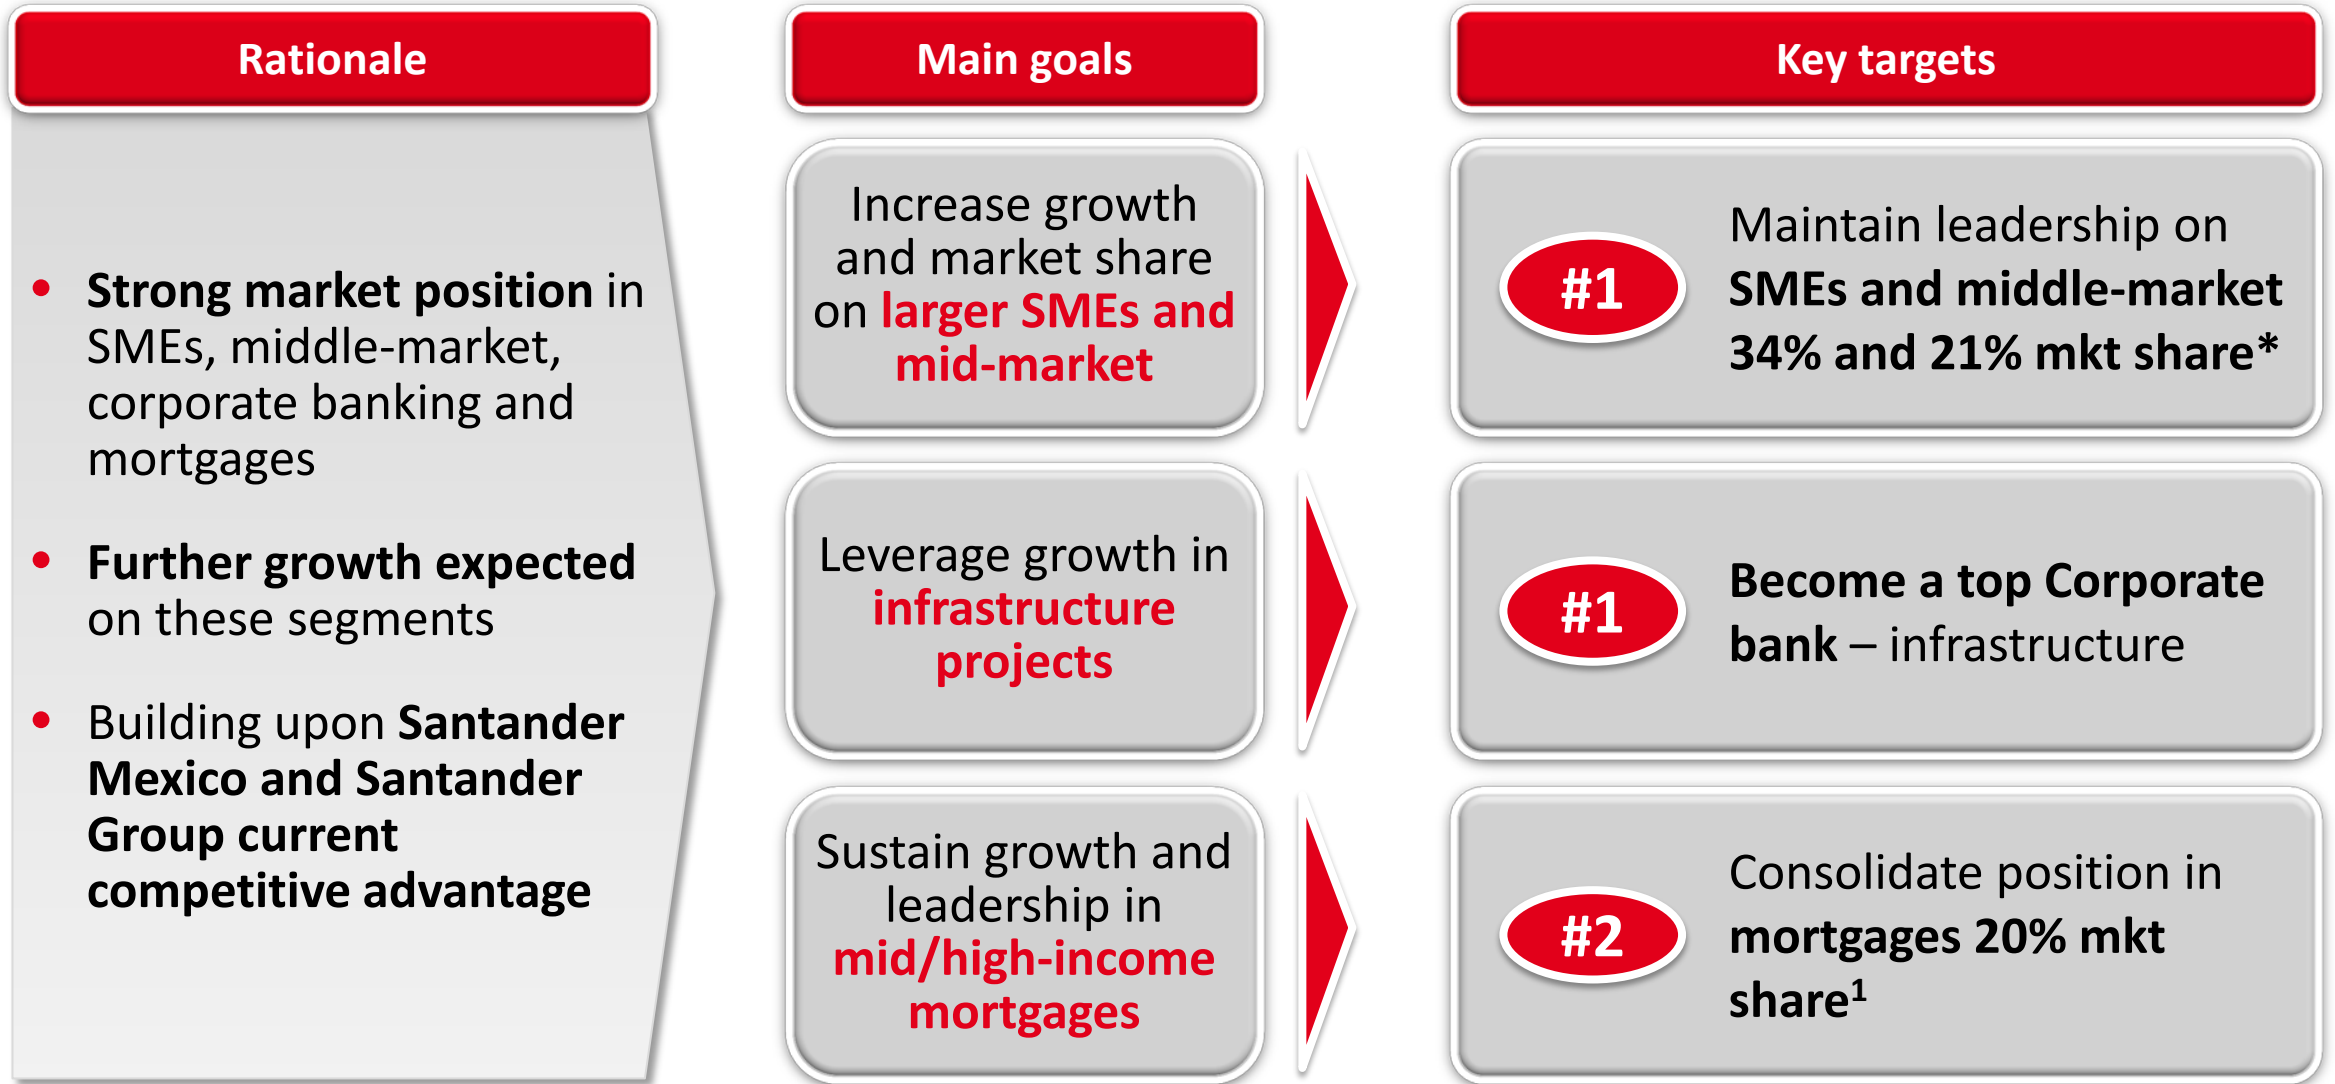 Rationale
• Strong market position in
SMEs, middle-market,
corporate banking and
mortgages
• Further growth expected
on these segments
• Building upon Santander
Mexico and Santander
Group current
competitive advantage
Main goals
Increase growth
and market share
on larger SMEs and
mid-market
Leverage growth in
infrastructure
projects
Sustain growth and
leadership in
mid/high-income
mortgages
Key targets
#1
Maintain leadership on
SMEs and middle-market
34% and 21% mkt share*
#1
Become a top Corporate
bank – infrastructure
#2
Consolidate position in
mortgages 20% mkt
share¹